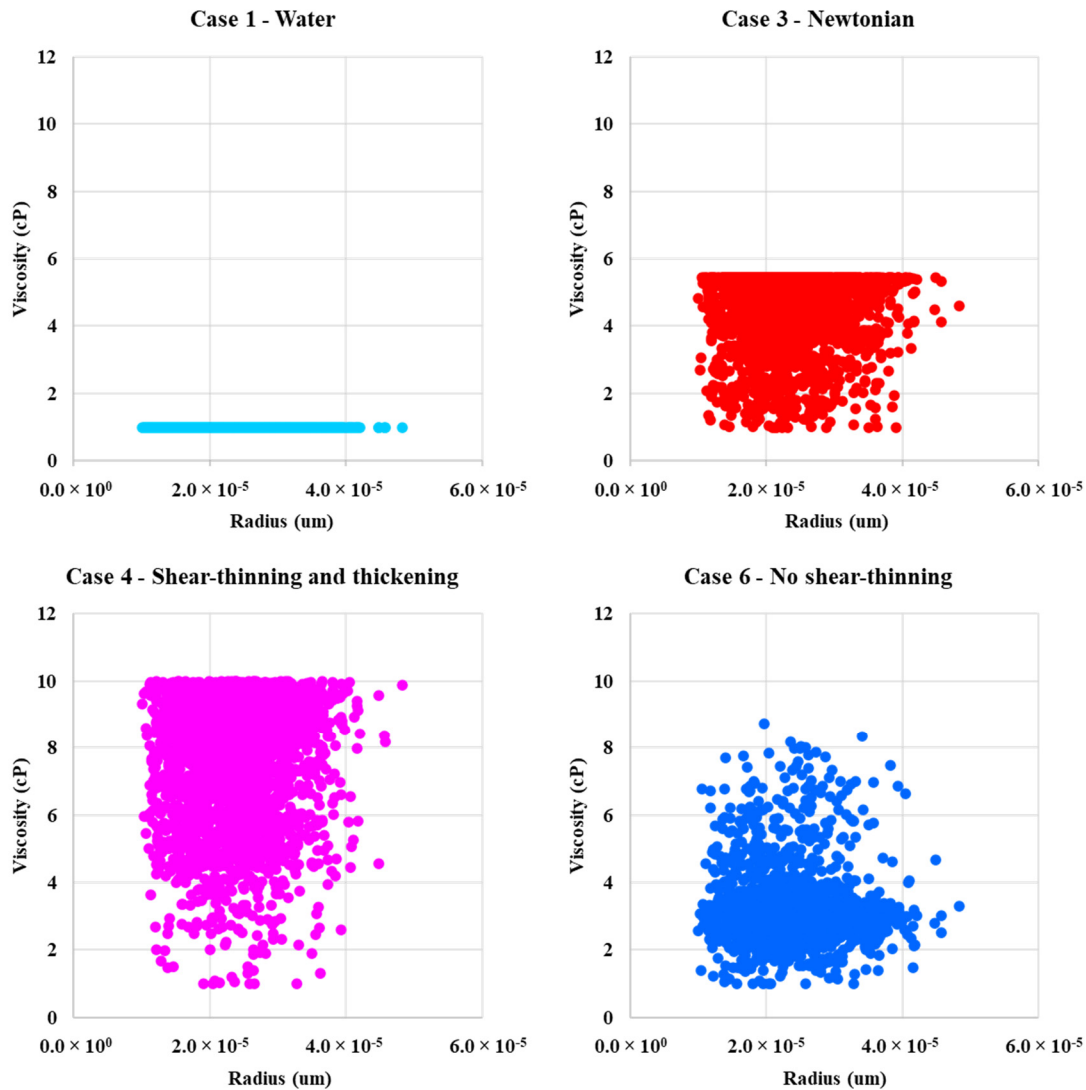 Case 1 - Water
12
10
8
6
4
2
0
Viscosity (cP)
0.0 × 10⁰ 2.0 × 10⁻⁵ 4.0 × 10⁻⁵ 6.0 × 10⁻⁵
Radius (um)
Case 3 - Newtonian
12
10
8
6
4
2
0
Viscosity (cP)
0.0 × 10⁰ 2.0 × 10⁻⁵ 4.0 × 10⁻⁵ 6.0 × 10⁻⁵
Radius (um)
Case 4 - Shear-thinning and thickening
12
10
8
6
4
2
0
Viscosity (cP)
0.0 × 10⁰ 2.0 × 10⁻⁵ 4.0 × 10⁻⁵ 6.0 × 10⁻⁵
Radius (um)
Case 6 - No shear-thinning
12
10
8
6
4
2
0
Viscosity (cP)
0.0 × 10⁰ 2.0 × 10⁻⁵ 4.0 × 10⁻⁵ 6.0 × 10⁻⁵
Radius (um)